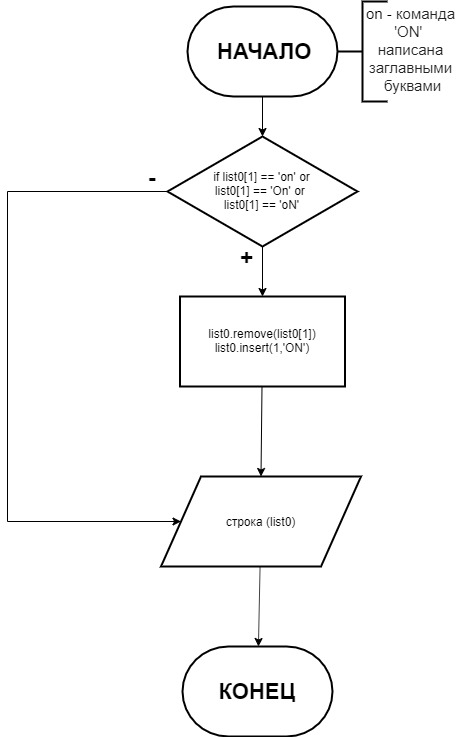 НАЧАЛО
on - команда
'ON'
написана
заглавными
буквами
-
if list0[1] == 'on' or
list0[1] == 'On' or
list0[1] == 'oN'
+
list0.remove(list0[1])
list0.insert(1,'ON')
строка (list0)
КОНЕЦ